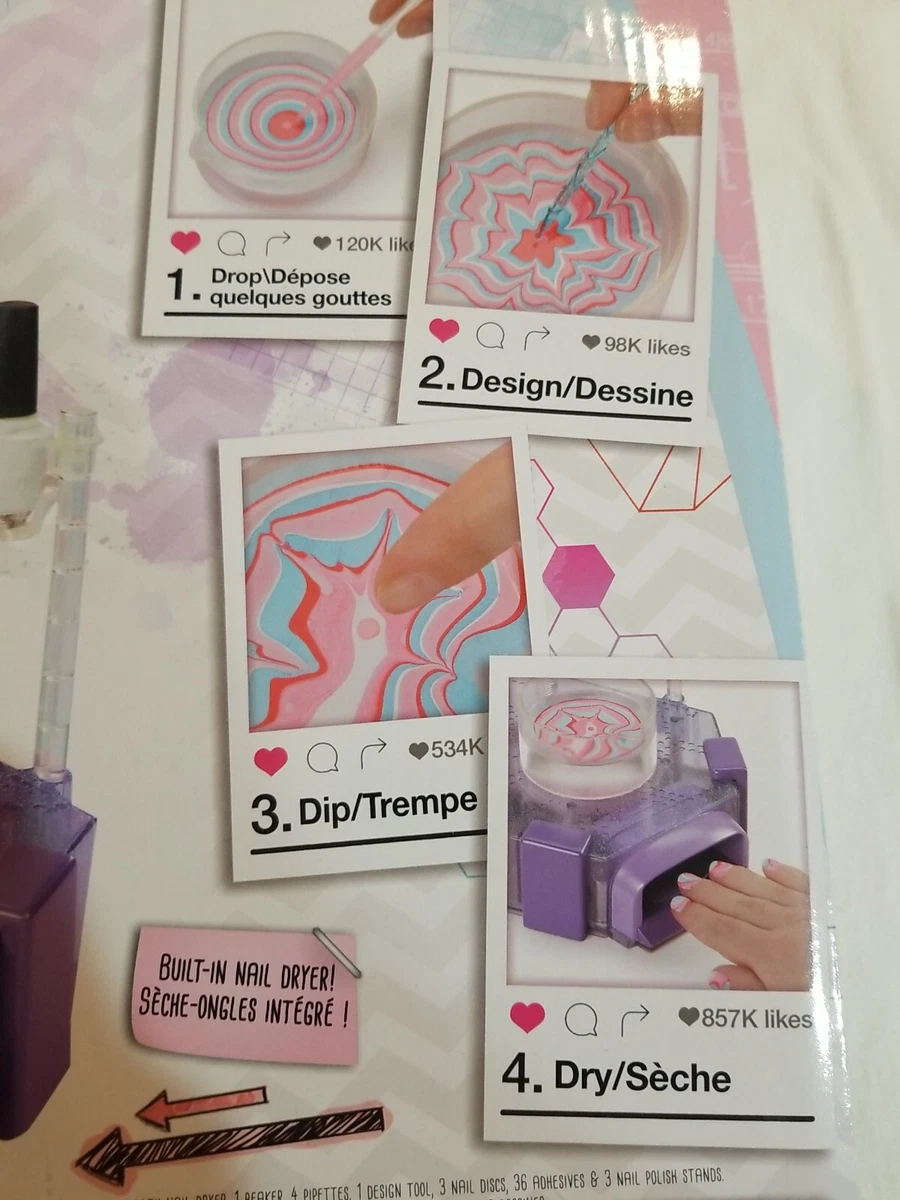 120K
1. Drop\Dépose
quelques gouttes
98K likes
2. Design/Dessine
534K
3. Dip/Trempe
857K likes
4. Dry/Sèche
BUILT-IN NAIL DRYER!
SÈCHE-ONGLES INTÉGRÉ !
NAIL DRYER, 1 BEAKER, 4 PIPETTES, 1 DESIGN TOOL, 3 NAIL DISCS, 36 ADHESIVES & 3 NAIL POLISH STANDS.